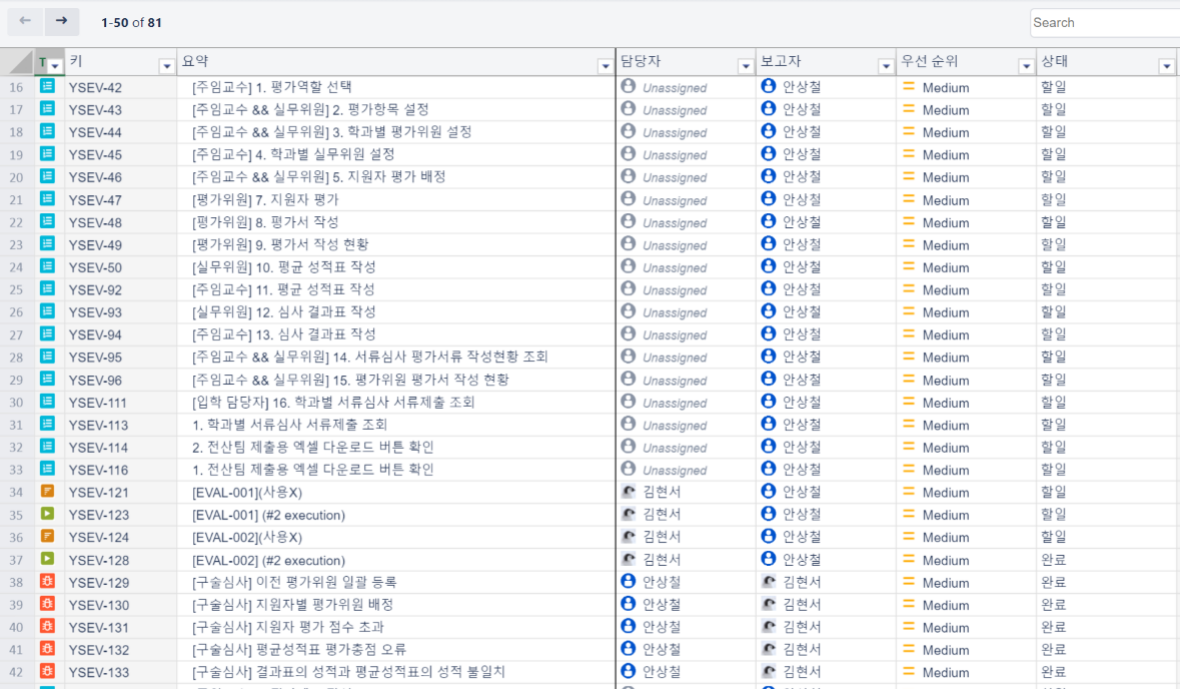 1-50 of 81
Search
T 키 요약 담당자 보고자 우선 순위 상태
16 YSEV-42 [주임교수] 1. 평가역할 선택 Unassigned 안상철 Medium 할일
17 YSEV-43 [주임교수 && 실무위원] 2. 평가항목 설정 Unassigned 안상철 Medium 할일
18 YSEV-44 [주임교수 && 실무위원] 3. 학과별 평가위원 설정 Unassigned 안상철 Medium 할일
19 YSEV-45 [주임교수] 4. 학과별 실무위원 설정 Unassigned 안상철 Medium 할일
20 YSEV-46 [주임교수 && 실무위원] 5. 지원자 평가 배정 Unassigned 안상철 Medium 할일
21 YSEV-47 [평가위원] 7. 지원자 평가 Unassigned 안상철 Medium 할일
22 YSEV-48 [평가위원] 8. 평가서 작성 Unassigned 안상철 Medium 할일
23 YSEV-49 [평가위원] 9. 평가서 작성 현황 Unassigned 안상철 Medium 할일
24 YSEV-50 [실무위원] 10. 평균 성적표 작성 Unassigned 안상철 Medium 할일
25 YSEV-92 [주임교수] 11. 평균 성적표 작성 Unassigned 안상철 Medium 할일
26 YSEV-93 [실무위원] 12. 심사 결과표 작성 Unassigned 안상철 Medium 할일
27 YSEV-94 [주임교수] 13. 심사 결과표 작성 Unassigned 안상철 Medium 할일
28 YSEV-95 [주임교수 && 실무위원] 14. 서류심사 평가서류 작성현황 조회 Unassigned 안상철 Medium 할일
29 YSEV-96 [주임교수 && 실무위원] 15. 평가위원 평가서 작성 현황 Unassigned 안상철 Medium 할일
30 YSEV-111 [입학 담당자] 16. 학과별 서류심사 서류제출 조회 Unassigned 안상철 Medium 할일
31 YSEV-113 1. 학과별 서류심사 서류제출 조회 Unassigned 안상철 Medium 할일
32 YSEV-114 2. 전산팀 제출용 엑셀 다운로드 버튼 확인 Unassigned 안상철 Medium 할일
33 YSEV-116 1. 전산팀 제출용 엑셀 다운로드 버튼 확인 Unassigned 안상철 Medium 할일
34 YSEV-121 [EVAL-001](사용X) 김현서 안상철 Medium 할일
35 YSEV-123 [EVAL-001] (#2 execution) 김현서 안상철 Medium 할일
36 YSEV-124 [EVAL-002](사용X) 김현서 안상철 Medium 할일
37 YSEV-128 [EVAL-002] (#2 execution) 김현서 안상철 Medium 완료
38 YSEV-129 [구술심사] 이전 평가위원 일괄 등록 안상철 김현서 Medium 완료
39 YSEV-130 [구술심사] 지원자별 평가위원 배정 안상철 김현서 Medium 완료
40 YSEV-131 [구술심사] 지원자 평가 점수 초과 안상철 김현서 Medium 완료
41 YSEV-132 [구술심사] 평균성적표 평가총점 오류 안상철 김현서 Medium 완료
42 YSEV-133 [구술심사] 결과표의 성적과 평균성적표의 성적 불일치 안상철 김현서 Medium 완료